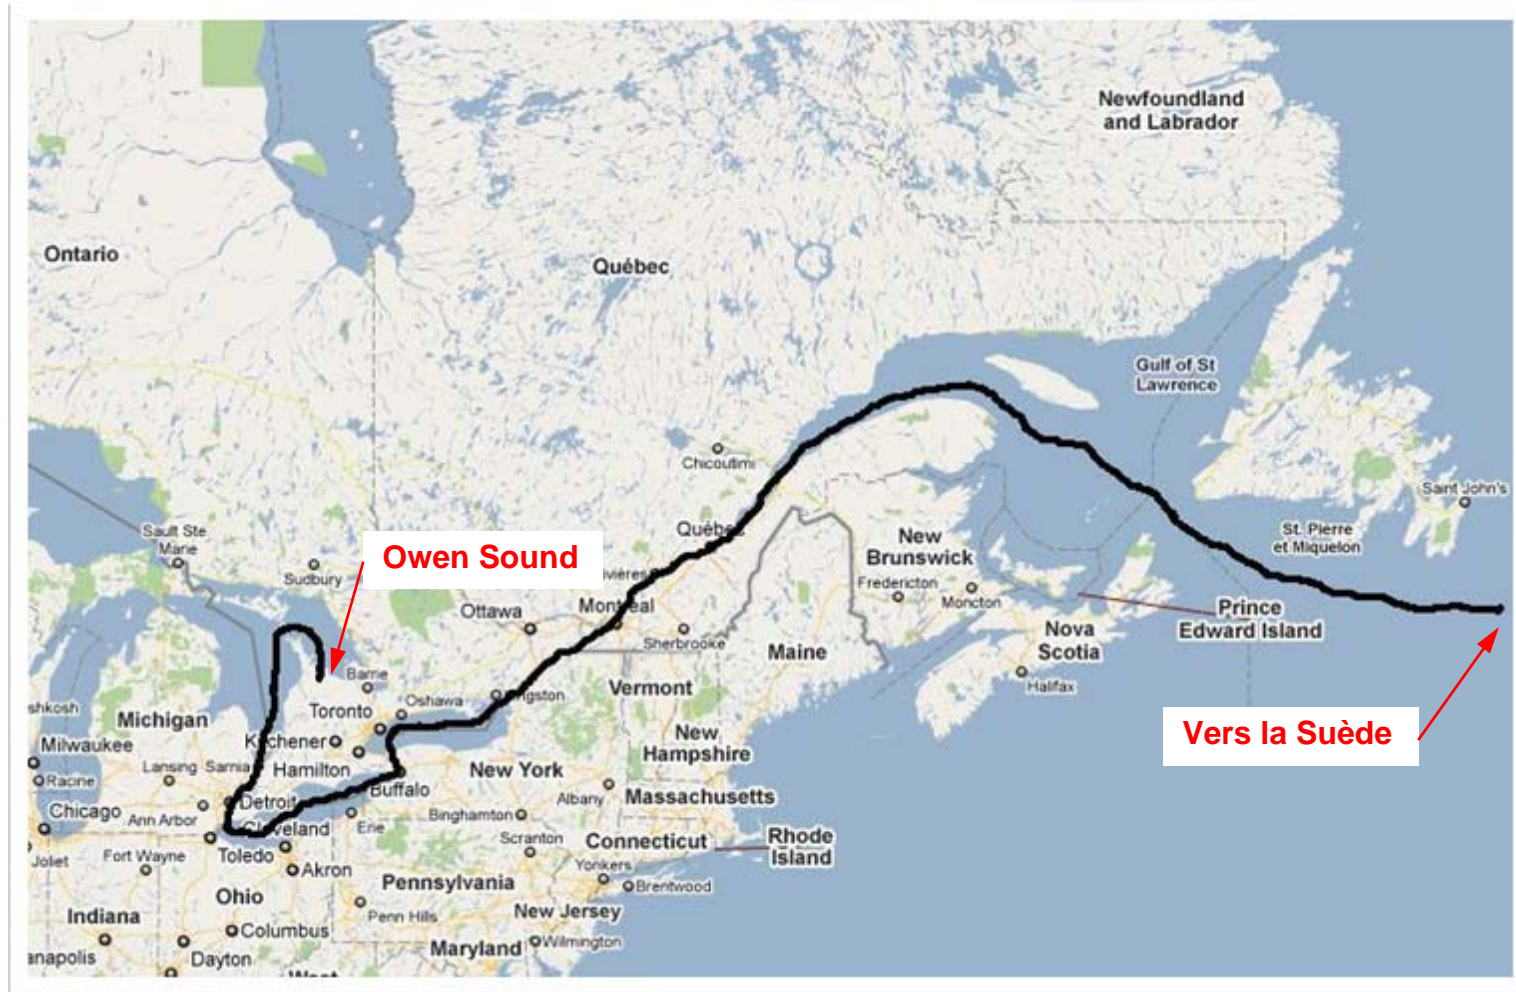 Newfoundland
and Labrador
Ontario
Québec
Gulf of St
Lawrence
Chicoutimi
Saint John's
Sault Ste
Marie
Québec
St. Pierre
et Miquelon
New
Brunswick
Owen Sound
Sudbury
Fredericton
Moncton
Ottawa
Montréal
Prince
Edward Island
Nova
Scotia
Sherbrooke
Maine
Halifax
Barrie
Vermont
Oshawa
Toronto
Michigan
Vers la Suède
Milwaukee
Kitchener
New
Hampshire
Lansing
Sarnia
Hamilton
New York
Racine
Buffalo
Detroit
Albany
Massachusetts
Chicago
Ann Arbor
Erie
Binghamton
Cleveland
Scranton
Connecticut
Rhode
Island
Joliet
Fort Wayne
Toledo
Akron
Yonkers
Brentwood
Pennsylvania
Ohio
Penn Hills
New Jersey
Indiana
Columbus
Wilmington
Maryland
anapolis
Dayton